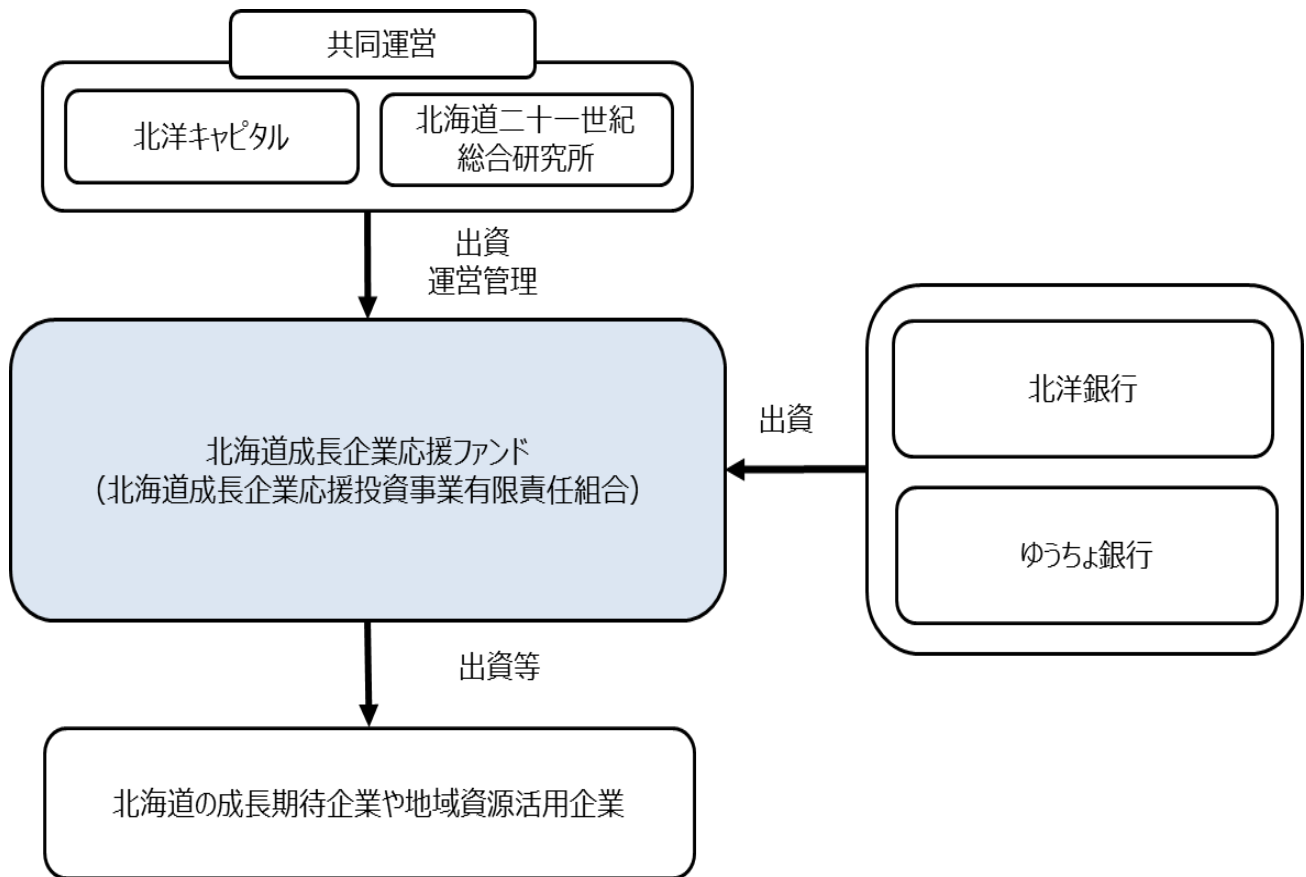 共同運営
北洋キャピタル
北海道二十一世紀
総合研究所
出資
運営管理
北海道成長企業応援ファンド
（北海道成長企業応援投資事業有限責任組合）
出資
北洋銀行
ゆうちょ銀行
出資等
北海道の成長期待企業や地域資源活用企業